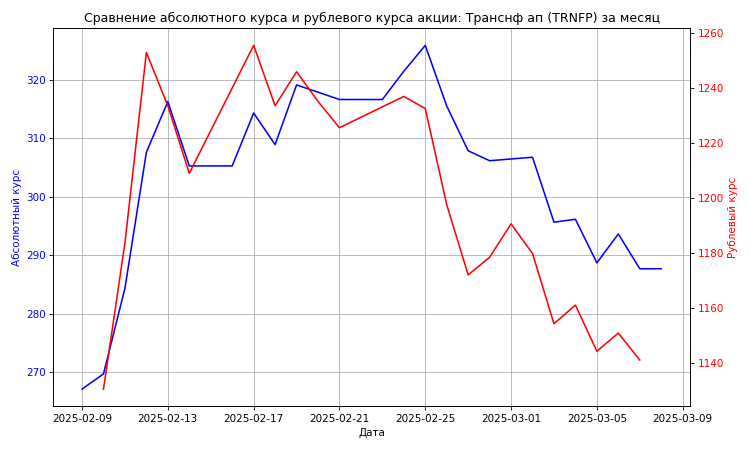 Сравнение абсолютного курса и рублевого курса акции: Транснф ап (TRNFP) за месяц
Абсолютный курс
320
310
300
290
280
270
Рублевый курс
1260
1240
1220
1200
1180
1160
1140
2025-02-09 2025-02-13 2025-02-17 2025-02-21 2025-02-25 2025-03-01 2025-03-05 2025-03-09
Дата